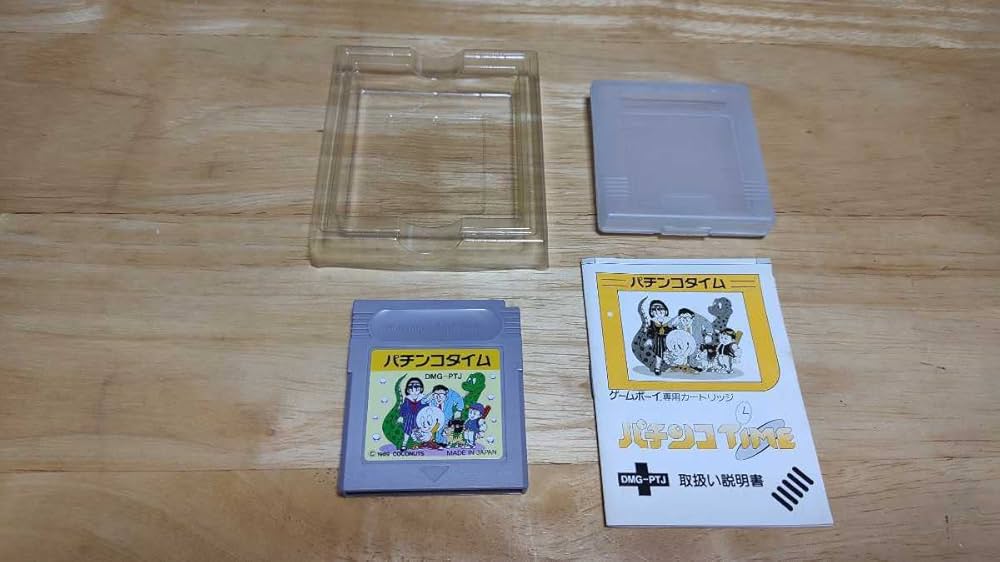 パチンコタイム
DMG-PTJ
© 1989 COCONUTS MADE IN JAPAN
パチンコタイム
ゲームボーイ専用カートリッジ
パチンコTIME
DMG-PTJ 取扱い説明書